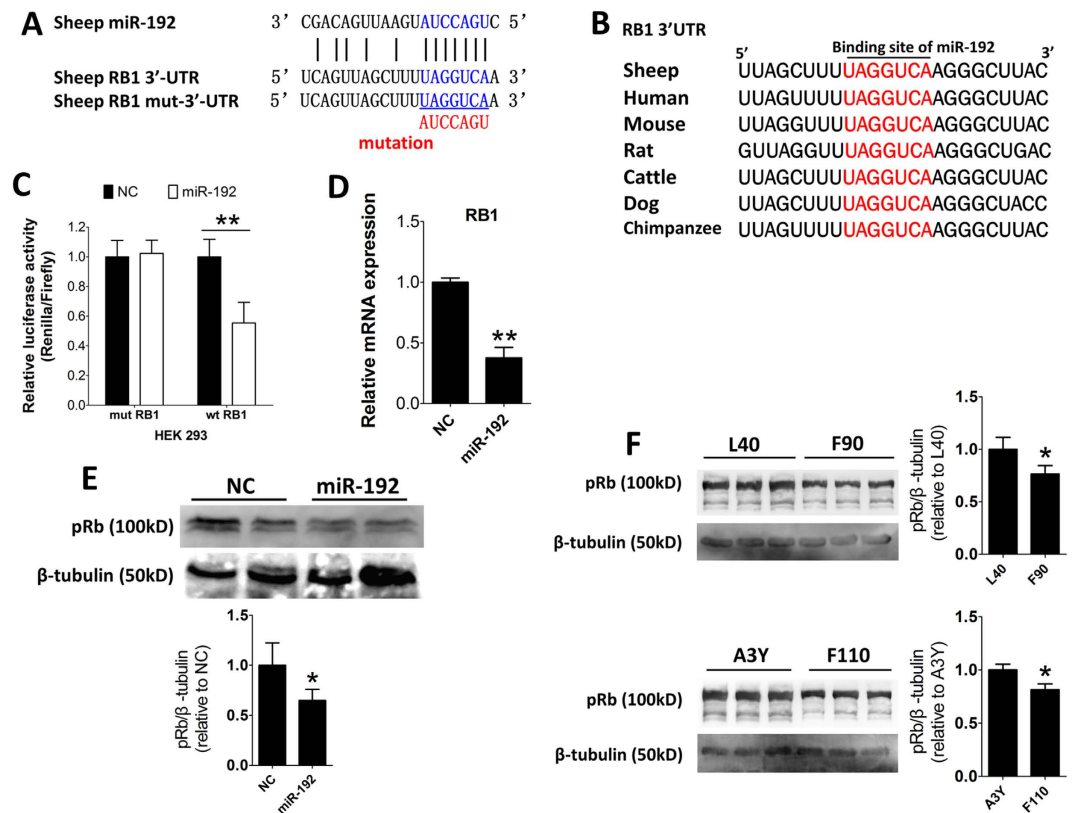 A
Sheep miR-192 3' CGACAGUUAAGUAUCCAGUC 5'
Sheep RB1 3'-UTR 5' UCAGUUAGCUUUUAGGUCAA 3'
Sheep RB1 mut-3'-UTR 5' UCAGUUAGCUUUUAGGUCAA 3'
AUCCAGU
mutation
B RB1 3'UTR
5' Binding site of miR-192 3'
Sheep UUAGCUUUUAGGUCAAGGGCUUAC
Human UUAGUUUUUAGGUCAAGGGCUUAC
Mouse UUAGGUUUUAGGUCAAGGGCUUAC
Rat GUUAGGUUUAGGUCAAGGGCUGAC
Cattle UUAGCUUUUAGGUCAAGGGCUUAC
Dog UUAGCUUUUAGGUCAAGGGCUACC
Chimpanzee UUAGUUUUUAGGUCAAGGGCUUAC
C
NC miR-192
Relative luciferase activity
(Renilla/Firefly)
1.2
1.0
0.8
0.6
0.4
0.2
0.0
**
mut RB1 wt RB1
HEK 293
D
RB1
Relative mRNA expression
1.5
1.0
0.5
0.0
**
NC miR-192
E
NC miR-192
pRb (100kD)
β-tubulin (50kD)
pRb/β -tubulin
(relative to NC)
1.5
1.0
0.5
0.0
*
NC miR-192
F
L40 F90
pRb (100kD)
β-tubulin (50kD)
pRb/β -tubulin
(relative to L40)
1.5
1.0
0.5
0.0
*
L40 F90
A3Y F110
pRb (100kD)
β-tubulin (50kD)
pRb/β -tubulin
(relative to A3Y)
1.5
1.0
0.5
0.0
*
A3Y F110